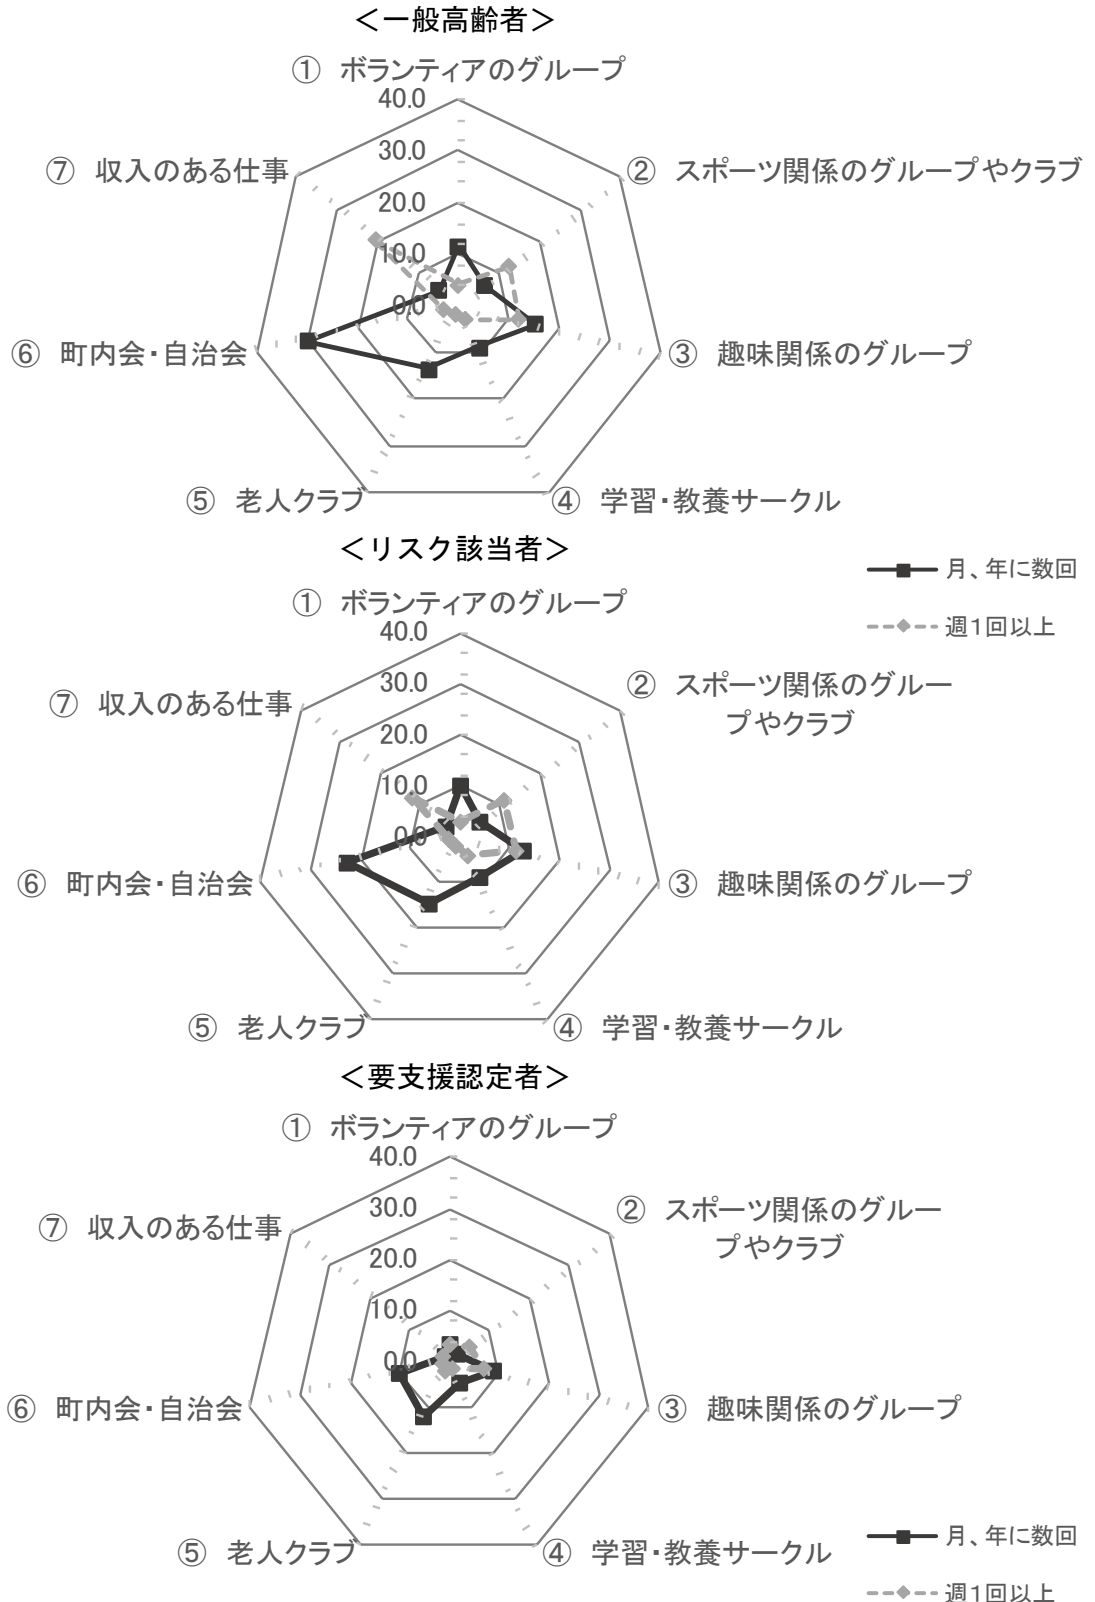 ＜一般高齢者＞
① ボランティアのグループ
40.0
30.0
20.0
10.0
0.0
② スポーツ関係のグループやクラブ
③ 趣味関係のグループ
④ 学習・教養サークル
⑤ 老人クラブ
⑥ 町内会・自治会
⑦ 収入のある仕事
＜リスク該当者＞
月、年に数回
週1回以上
① ボランティアのグループ
40.0
30.0
20.0
10.0
0.0
② スポーツ関係のグルー
プやクラブ
③ 趣味関係のグループ
④ 学習・教養サークル
⑤ 老人クラブ
⑥ 町内会・自治会
⑦ 収入のある仕事
＜要支援認定者＞
① ボランティアのグループ
40.0
30.0
20.0
10.0
0.0
② スポーツ関係のグルー
プやクラブ
③ 趣味関係のグループ
④ 学習・教養サークル
⑤ 老人クラブ
⑥ 町内会・自治会
⑦ 収入のある仕事
月、年に数回
週1回以上